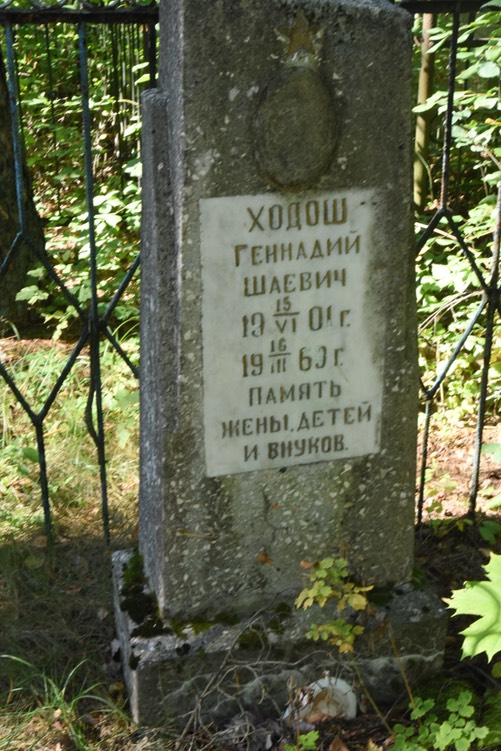 ХОДОШ
ГЕННАДИЙ
ШАЕВИЧ
19 15/VI 01 г.
19 16/III 69 г.
ПАМЯТЬ
ЖЕНЫ, ДЕТЕЙ
И ВНУКОВ.